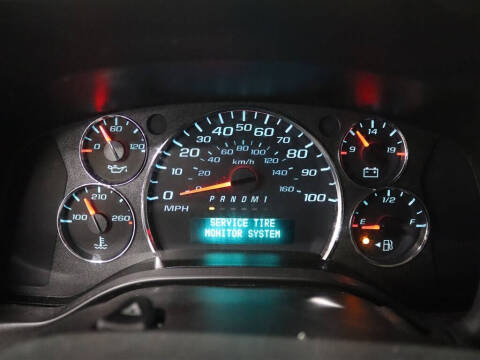 0 60 120
100 210 260
0 10 20 30 40 50 60 70 80 90 100
20 40 60 80 100 120 140 160
km/h
MPH
P R N D M 1
SERVICE TIRE
MONITOR SYSTEM
9 14 19
E 1/2 F